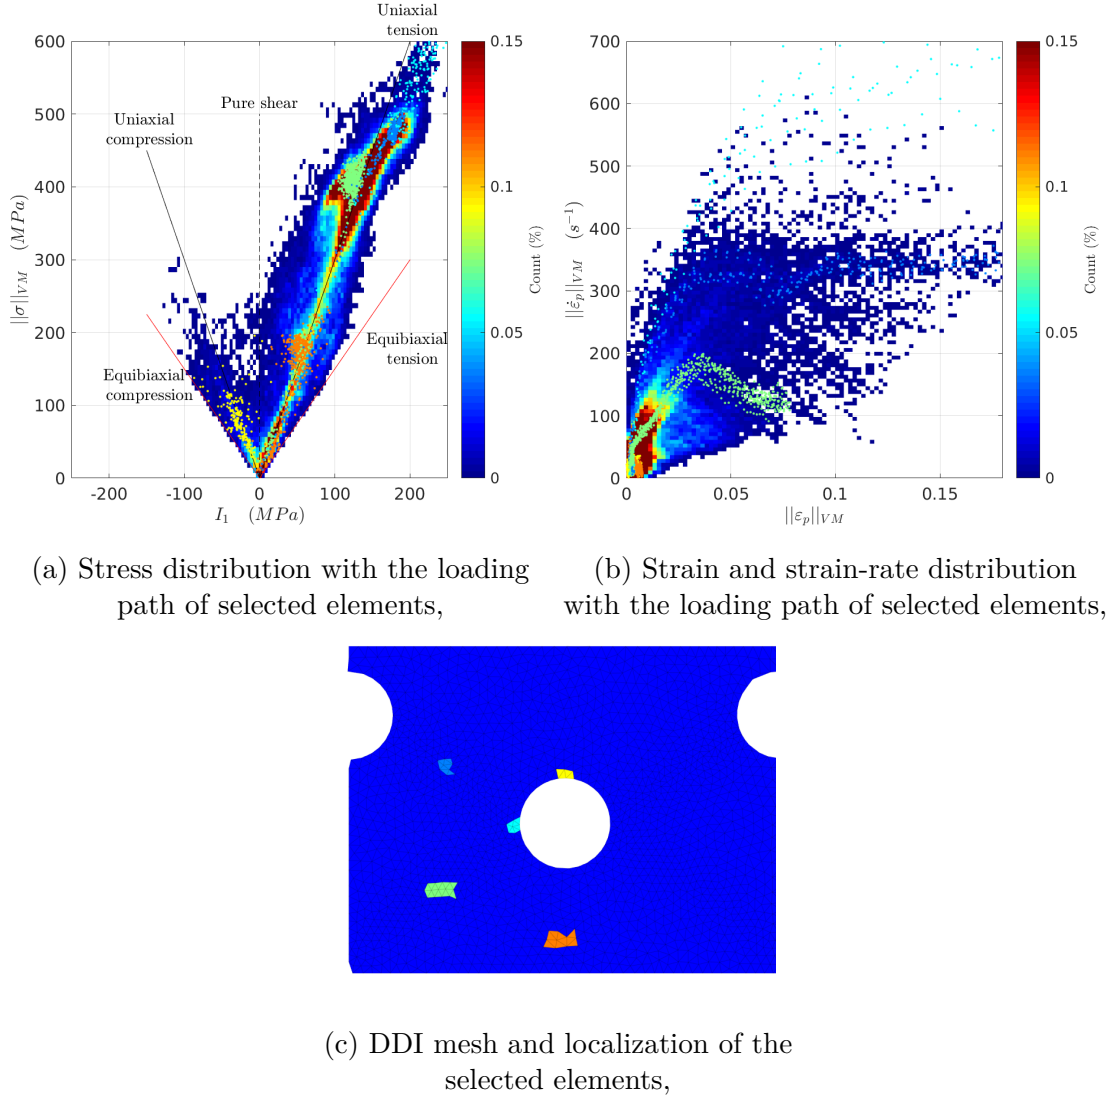 Uniaxial
tension
600
500
400
300
200
100
0
-200
-100
0
100
200
||σ||VM (MPa)
I1 (MPa)
Pure shear
Uniaxial
compression
Equibiaxial
tension
Equibiaxial
compression
0.15
0.1
0.05
0
Count (%)
700
600
500
400
300
200
100
0
0
0.05
0.1
0.15
||ε̇p||VM (s−1)
||εp||VM
0.15
0.1
0.05
0
Count (%)
(a) Stress distribution with the loading
path of selected elements,
(b) Strain and strain-rate distribution
with the loading path of selected elements,
(c) DDI mesh and localization of the
selected elements,